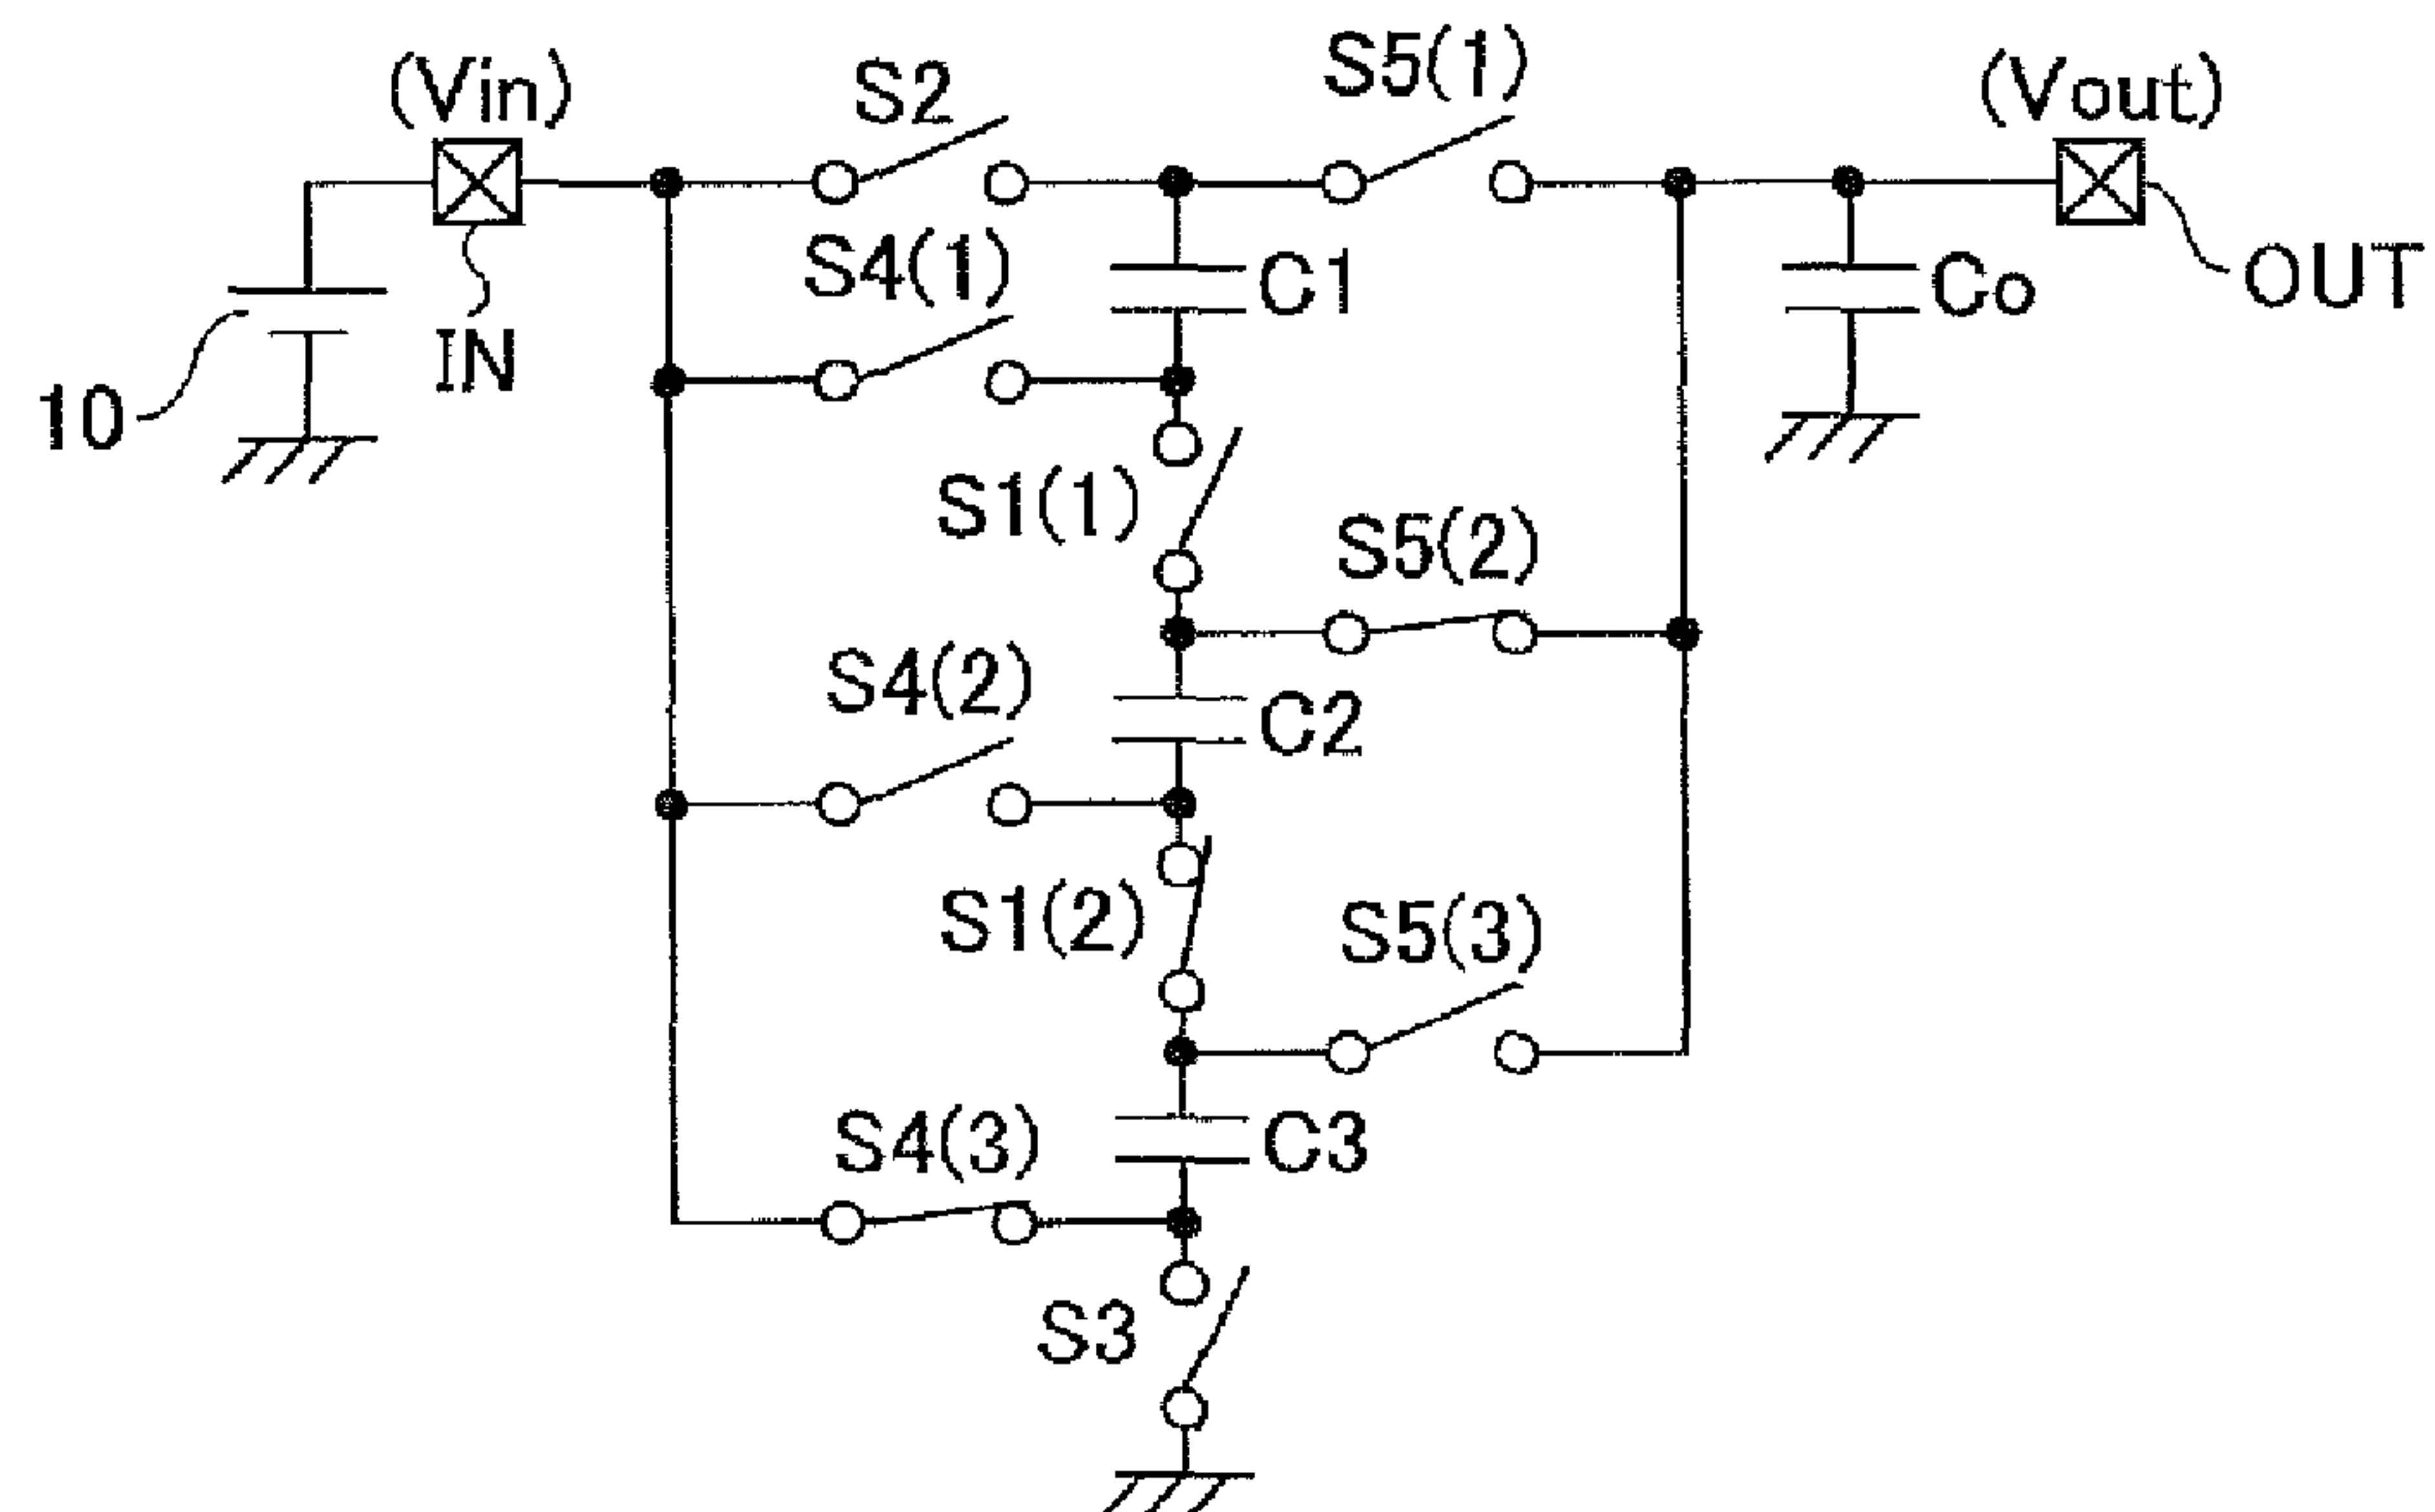 (Vin)
S2
S5(1)
(Vout)
S4(1)
C1
Co
OUT
IN
10
S1(1)
S5(2)
S4(2)
C2
S1(2)
S5(3)
S4(3)
C3
S3